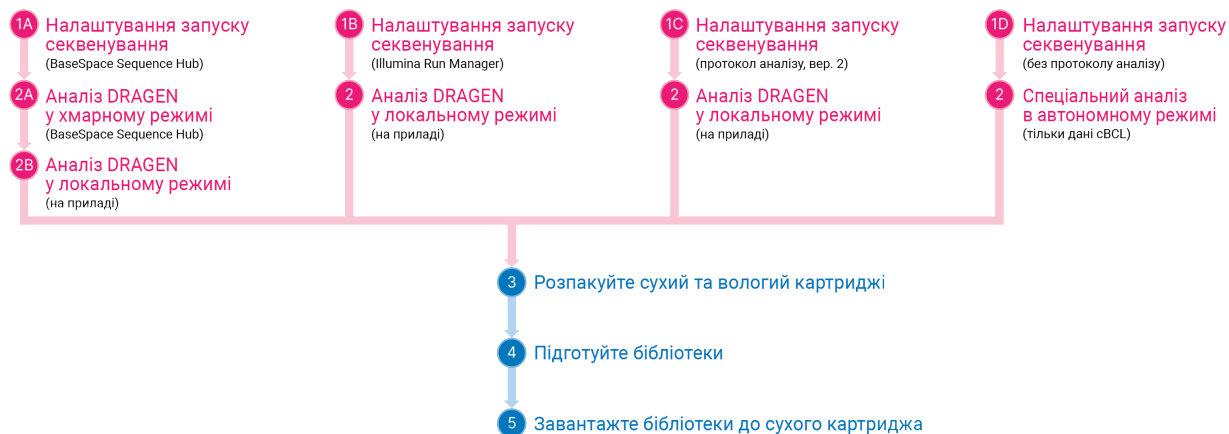 1A
Налаштування запуску
секвенування
(BaseSpace Sequence Hub)
2A
Аналіз DRAGEN
у хмарному режимі
(BaseSpace Sequence Hub)
2B
Аналіз DRAGEN
у локальному режимі
(на приладі)
1B
Налаштування запуску
секвенування
(Illumina Run Manager)
2
Аналіз DRAGEN
у локальному режимі
(на приладі)
1C
Налаштування запуску
секвенування
(протокол аналізу, вер. 2)
2
Аналіз DRAGEN
у локальному режимі
(на приладі)
1D
Налаштування запуску
секвенування
(без протоколу аналізу)
2
Спеціальний аналіз
в автономному режимі
(тільки дані cBCL)
3
Розпакуйте сухий та вологий картриджі
4
Підготуйте бібліотеки
5
Завантажте бібліотеки до сухого картриджа